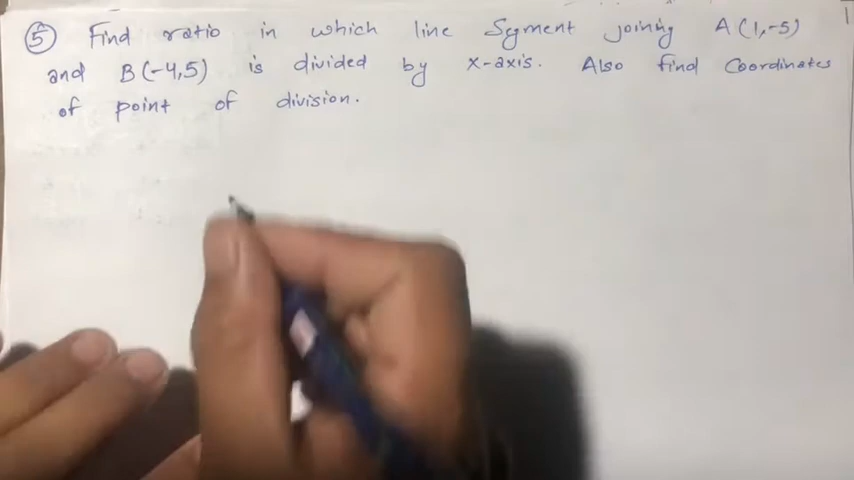 ⑤ Find ratio in which line Segment joining A(1,-5)
and B(-4,5) is divided by x-axis. Also find Coordinates
of point of division.